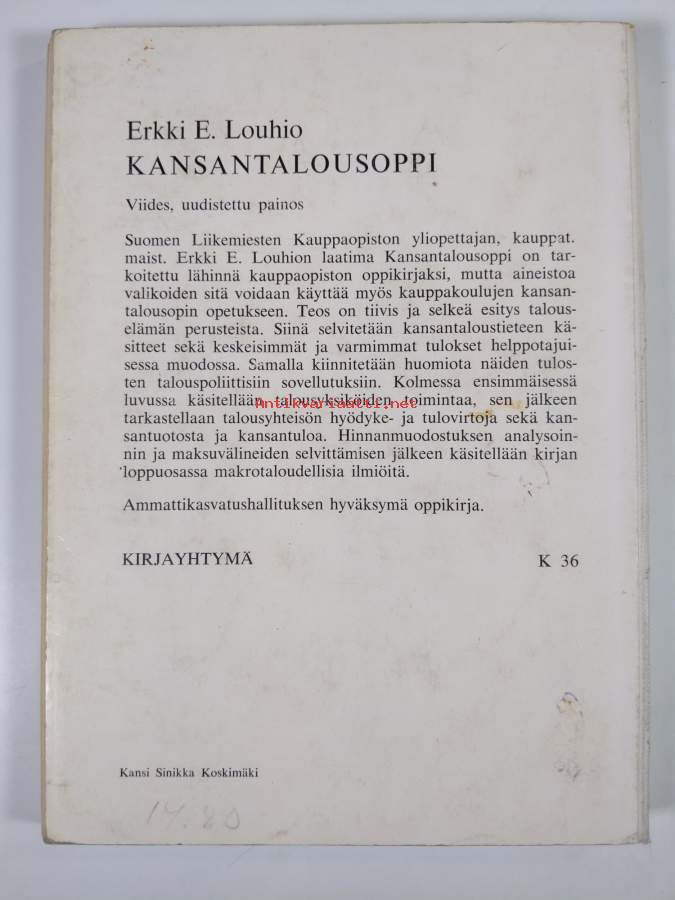 Erkki E. Louhio
KANSANTALOUSOPPI
Viides, uudistettu painos
Suomen Liikemiesten Kauppaopiston yliopettajan, kauppat.
maist. Erkki E. Louhion laatima Kansantalousoppi on tar-
koitettu lähinnä kauppaopiston oppikirjaksi, mutta aineistoa
valikoiden sitä voidaan käyttää myös kauppakoulujen kansan-
talousopin opetukseen. Teos on tiivis ja selkeä esitys talous-
elämän perusteista. Siinä selvitetään kansantaloustieteen kä-
sitteet sekä keskeisimmät ja varmimmat tulokset helppotajui-
sessa muodossa. Samalla kiinnitetään huomiota näiden tulos-
ten talouspoliittisiin sovellutuksiin. Kolmessa ensimmäisessä
luvussa käsitellään talousyksiköiden toimintaa, sen jälkeen
Antikvariaatti.net
tarkastellaan talousyhteisön hyödyke- ja tulovirtoja sekä kan-
santuotosta ja kansantuloa. Hinnanmuodostuksen analysoin-
nin ja maksuvälineiden selvittämisen jälkeen käsitellään kirjan
loppuosassa makrotaloudellisia ilmiöitä.
Ammattikasvatushallituksen hyväksymä oppikirja.
KIRJAYHTYMÄ K 36
Kansi Sinikka Koskimäki
14.80